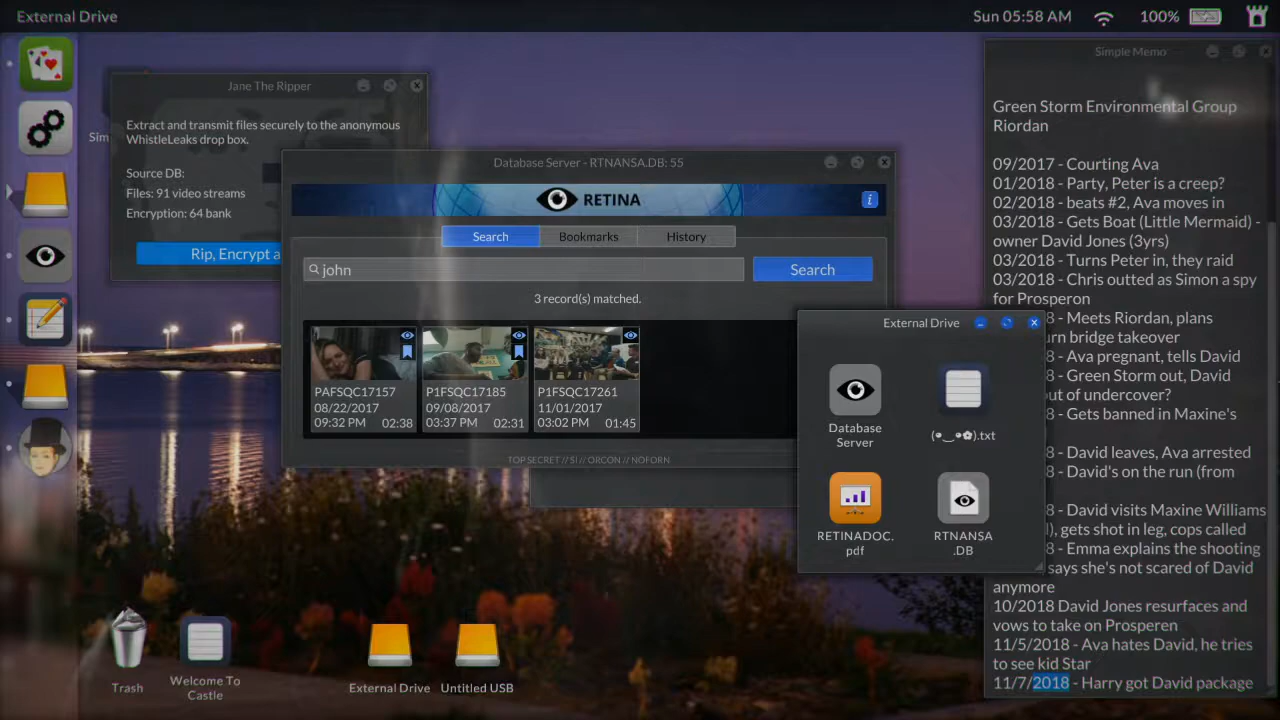 External Drive
Sun 05:58 AM
100%
Sim
Jane The Ripper
Extract and transmit files securely to the anonymous
WhistleLeaks drop box.
Source DB:
Files: 91 video streams
Encryption: 64 bank
Rip, Encrypt a
Database Server - RTNANSA.DB: 55
RETINA
i
Search
Bookmarks
History
john
Search
3 record(s) matched.
PAFSQC17157
08/22/2017
09:32 PM 02:38
P1FSQC17185
09/08/2017
03:37 PM 02:31
P1FSQC17261
11/01/2017
03:02 PM 01:45
TOP SECRET // SI // ORCON // NOFORN
External Drive
Database
Server
(•‿•✿).txt
RETINADOC.
pdf
RTNANSA
.DB
Simple Memo
Green Storm Environmental Group
Riordan
09/2017 - Courting Ava
01/2018 - Party, Peter is a creep?
02/2018 - beats #2, Ava moves in
03/2018 - Gets Boat (Little Mermaid) -
owner David Jones (3yrs)
03/2018 - Turns Peter in, they raid
03/2018 - Chris outted as Simon a spy
for Prosperon
8 - Meets Riordan, plans
urn bridge takeover
8 - Ava pregnant, tells David
8 - Green Storm out, David
out of undercover?
8 - Gets banned in Maxine's
8 - David leaves, Ava arrested
8 - David's on the run (from
8 - David visits Maxine Williams
), gets shot in leg, cops called
8 - Emma explains the shooting
says she's not scared of David
anymore
10/2018 David Jones resurfaces and
vows to take on Prosperen
11/5/2018 - Ava hates David, he tries
to see kid Star
11/7/2018 - Harry got David package
Trash
Welcome To
Castle
External Drive
Untitled USB